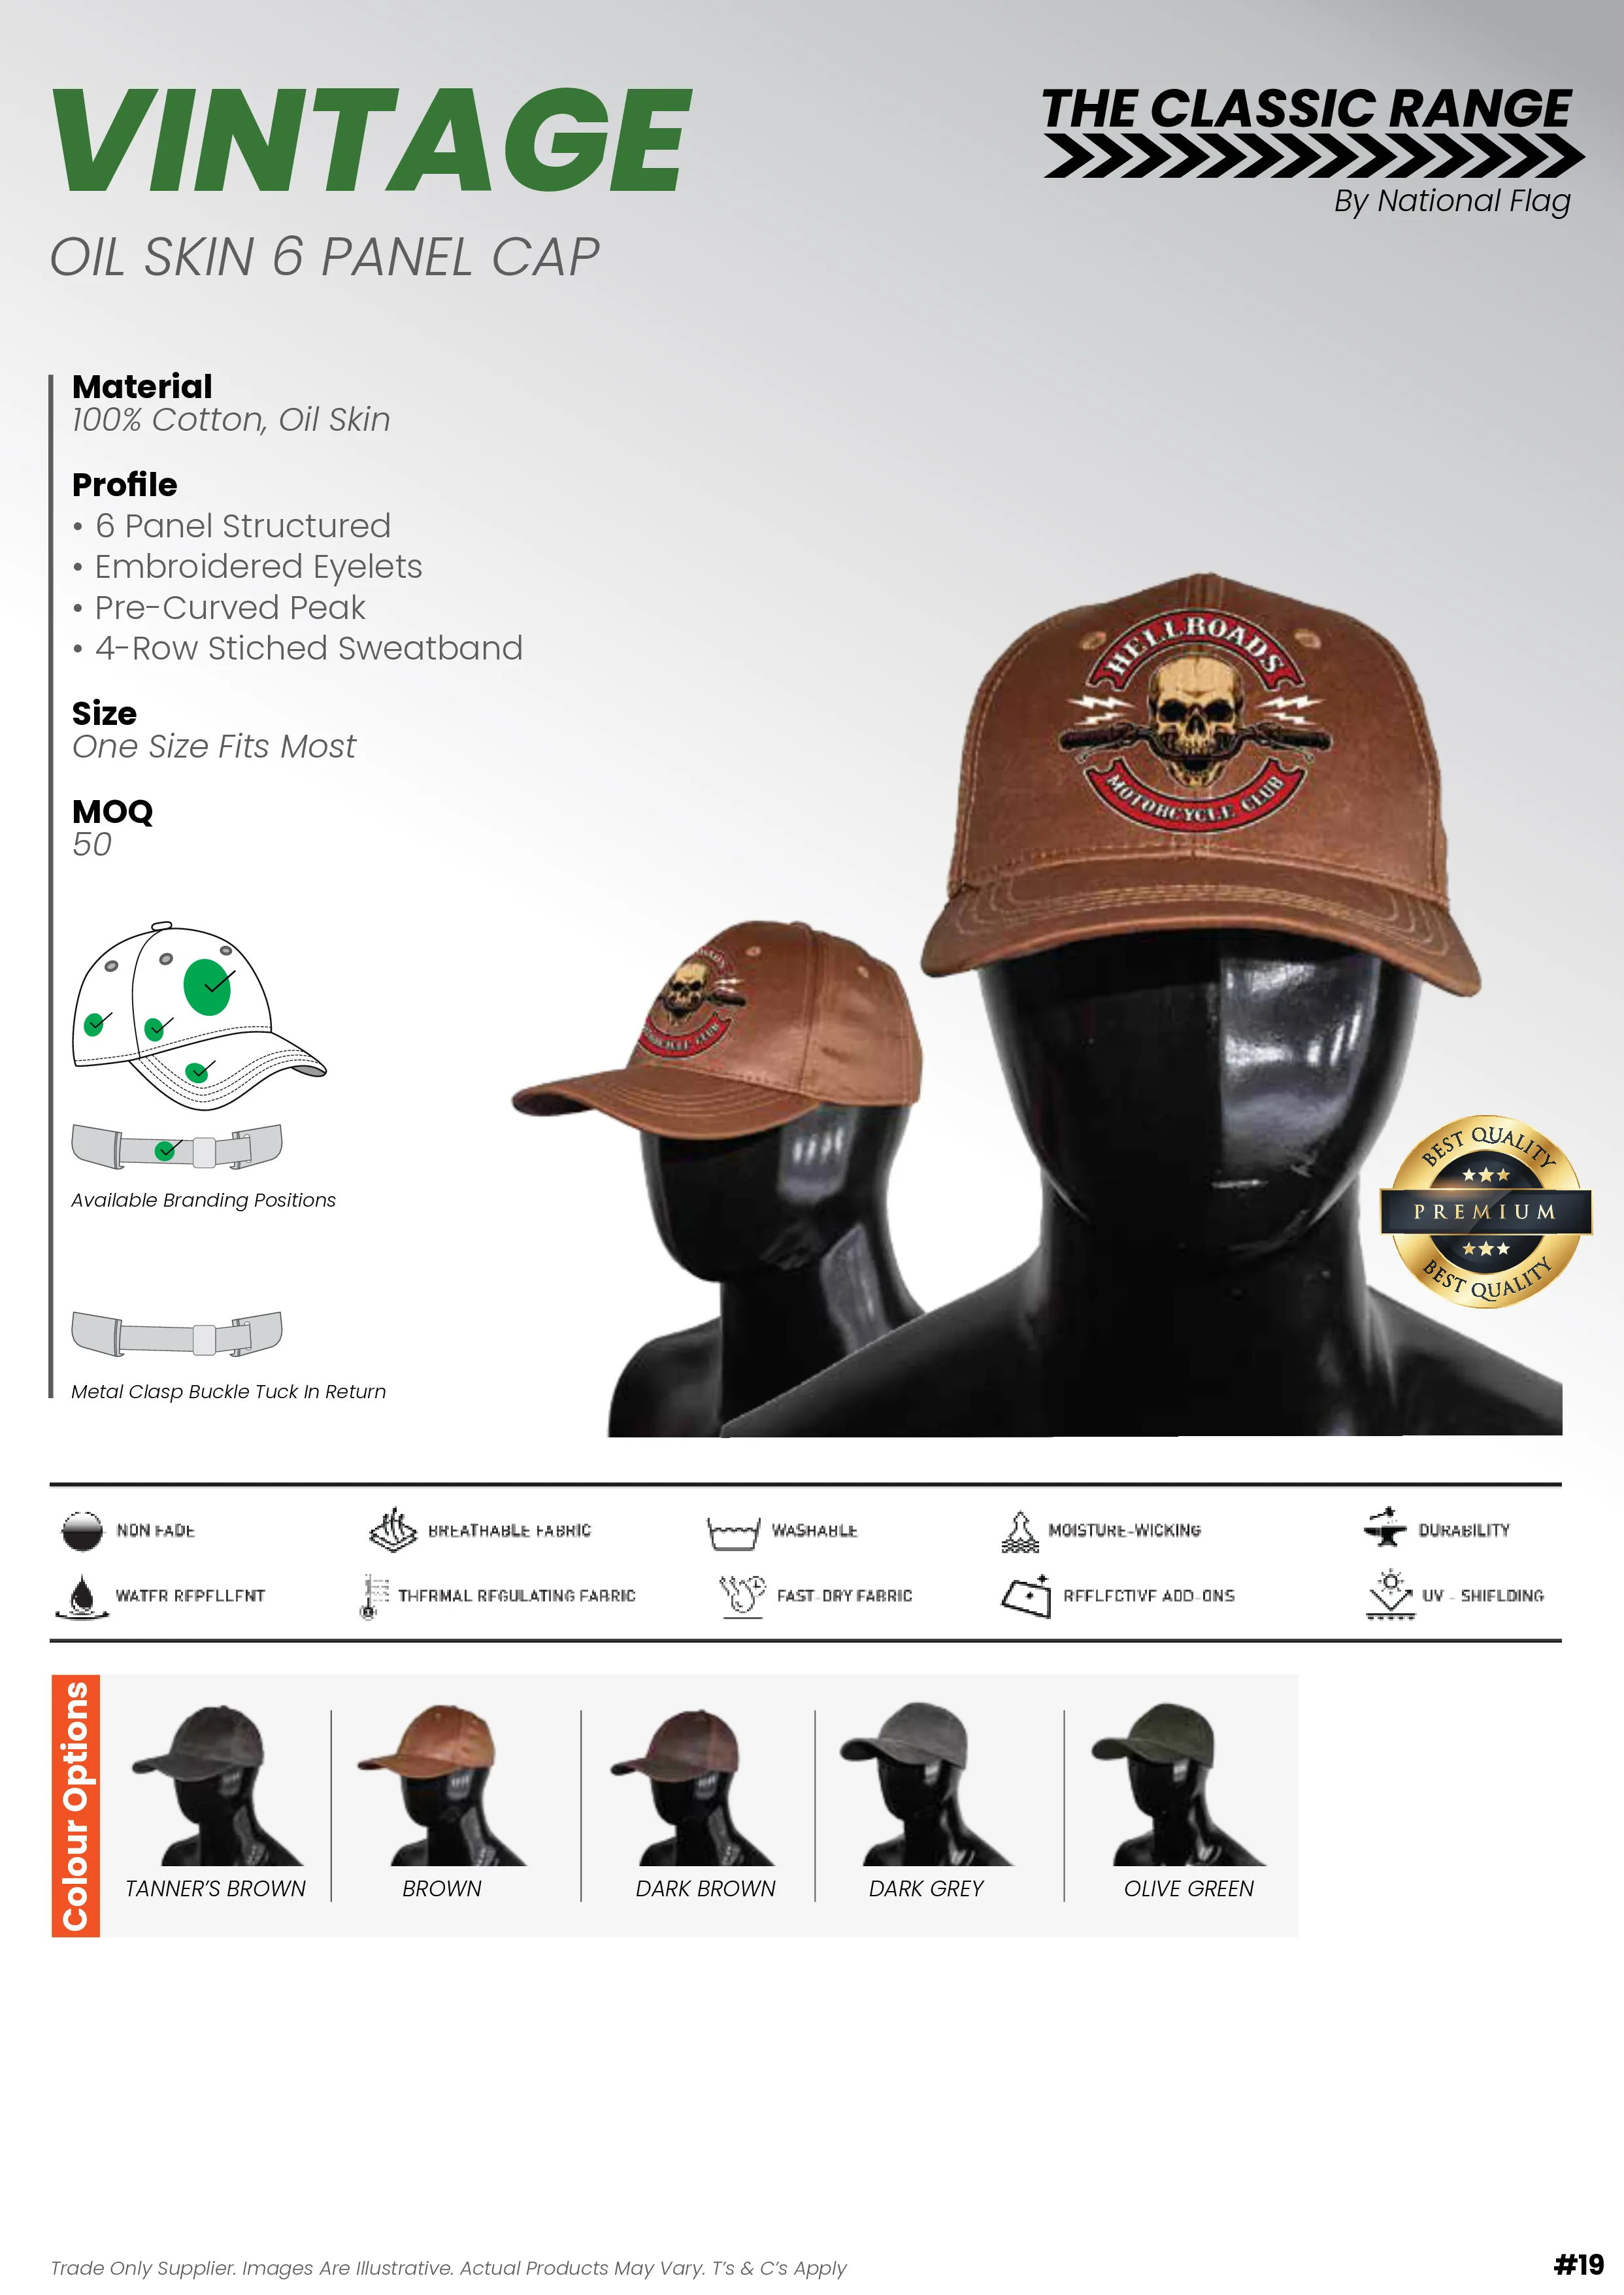 VINTAGE
OIL SKIN 6 PANEL CAP
THE CLASSIC RANGE
By National Flag
Material
100% Cotton, Oil Skin
Profile
• 6 Panel Structured
• Embroidered Eyelets
• Pre-Curved Peak
• 4-Row Stiched Sweatband
Size
One Size Fits Most
MOQ
50
Available Branding Positions
Metal Clasp Buckle Tuck In Return
HELLROADS
MOTORCYCLE CLUB
BEST QUALITY
PREMIUM
BEST QUALITY
NON FADE
BREATHABLE FABRIC
WASHABLE
MOISTURE-WICKING
DURABILITY
WATER REPELLENT
THERMAL REGULATING FABRIC
FAST-DRY FABRIC
REFLECTIVE ADD-ONS
UV - SHIELDING
Colour Options
TANNER'S BROWN
BROWN
DARK BROWN
DARK GREY
OLIVE GREEN
Trade Only Supplier. Images Are Illustrative. Actual Products May Vary. T's & C's Apply
#19